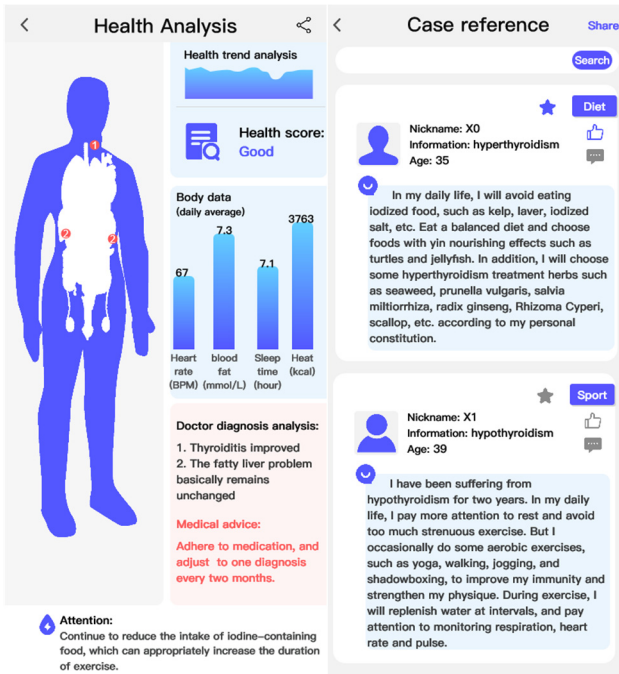 Health Analysis
Health trend analysis
Health score:
Good
1
2
2
Body data
(daily average)
67
7.3
7.1
3763
Heart rate (BPM)
blood fat (mmol/L)
Sleep time (hour)
Heat (kcal)
Doctor diagnosis analysis:
1. Thyroiditis improved
2. The fatty liver problem
basically remains
unchanged
Medical advice:
Adhere to medication, and
adjust to one diagnosis
every two months.
Attention:
Continue to reduce the intake of iodine-containing
food, which can appropriately increase the duration
of exercise.
Case reference
Share
Search
Diet
Nickname: X0
Information: hyperthyroidism
Age: 35
In my daily life, I will avoid eating
iodized food, such as kelp, laver, iodized
salt, etc. Eat a balanced diet and choose
foods with yin nourishing effects such as
turtles and jellyfish. In addition, I will choose
some hyperthyroidism treatment herbs such
as seaweed, prunella vulgaris, salvia
miltiorrhiza, radix ginseng, Rhizoma Cyperi,
scallop, etc. according to my personal
constitution.
Sport
Nickname: X1
Information: hypothyroidism
Age: 39
I have been suffering from
hypothyroidism for two years. In my daily
life, I pay more attention to rest and avoid
too much strenuous exercise. But I
occasionally do some aerobic exercises,
such as yoga, walking, jogging, and
shadowboxing, to improve my immunity and
strengthen my physique. During exercise, I
will replenish water at intervals, and pay
attention to monitoring respiration, heart
rate and pulse.